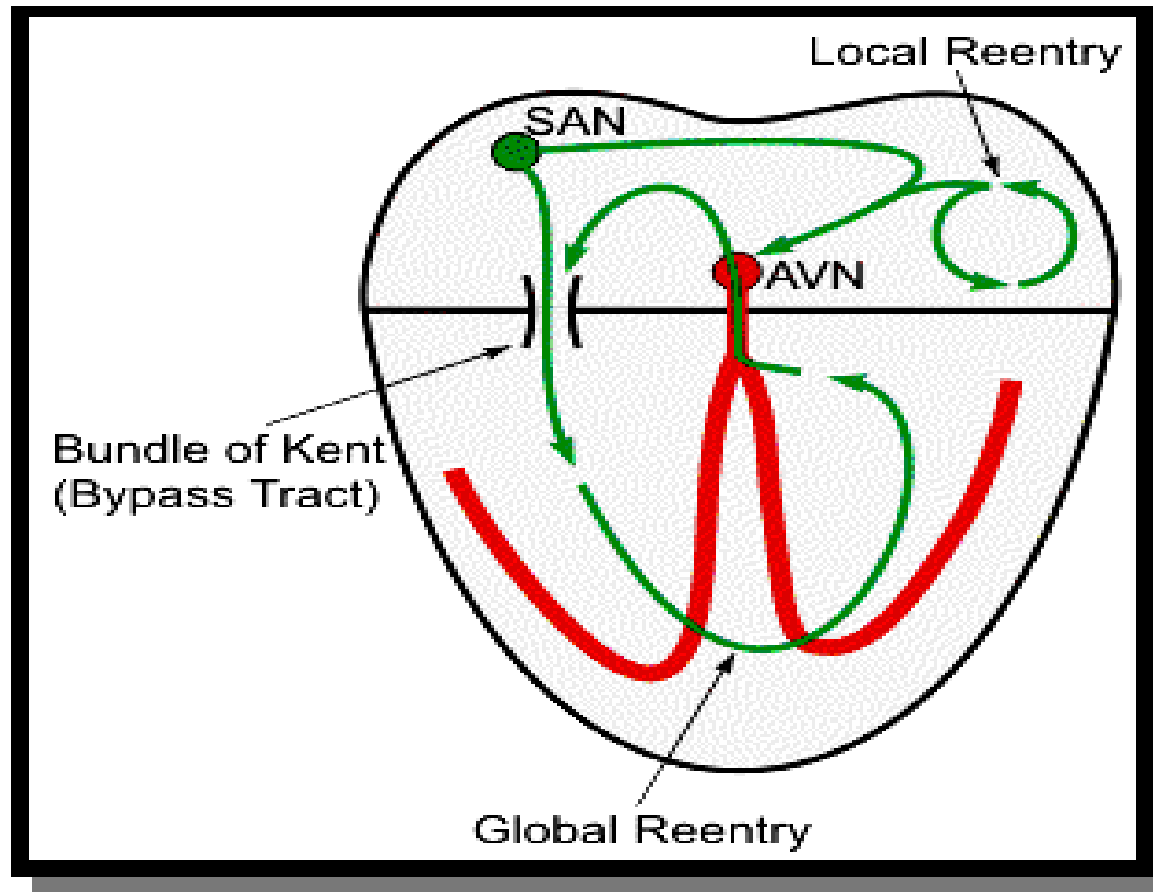 Local Reentry
SAN
AVN
Bundle of Kent
(Bypass Tract)
Global Reentry